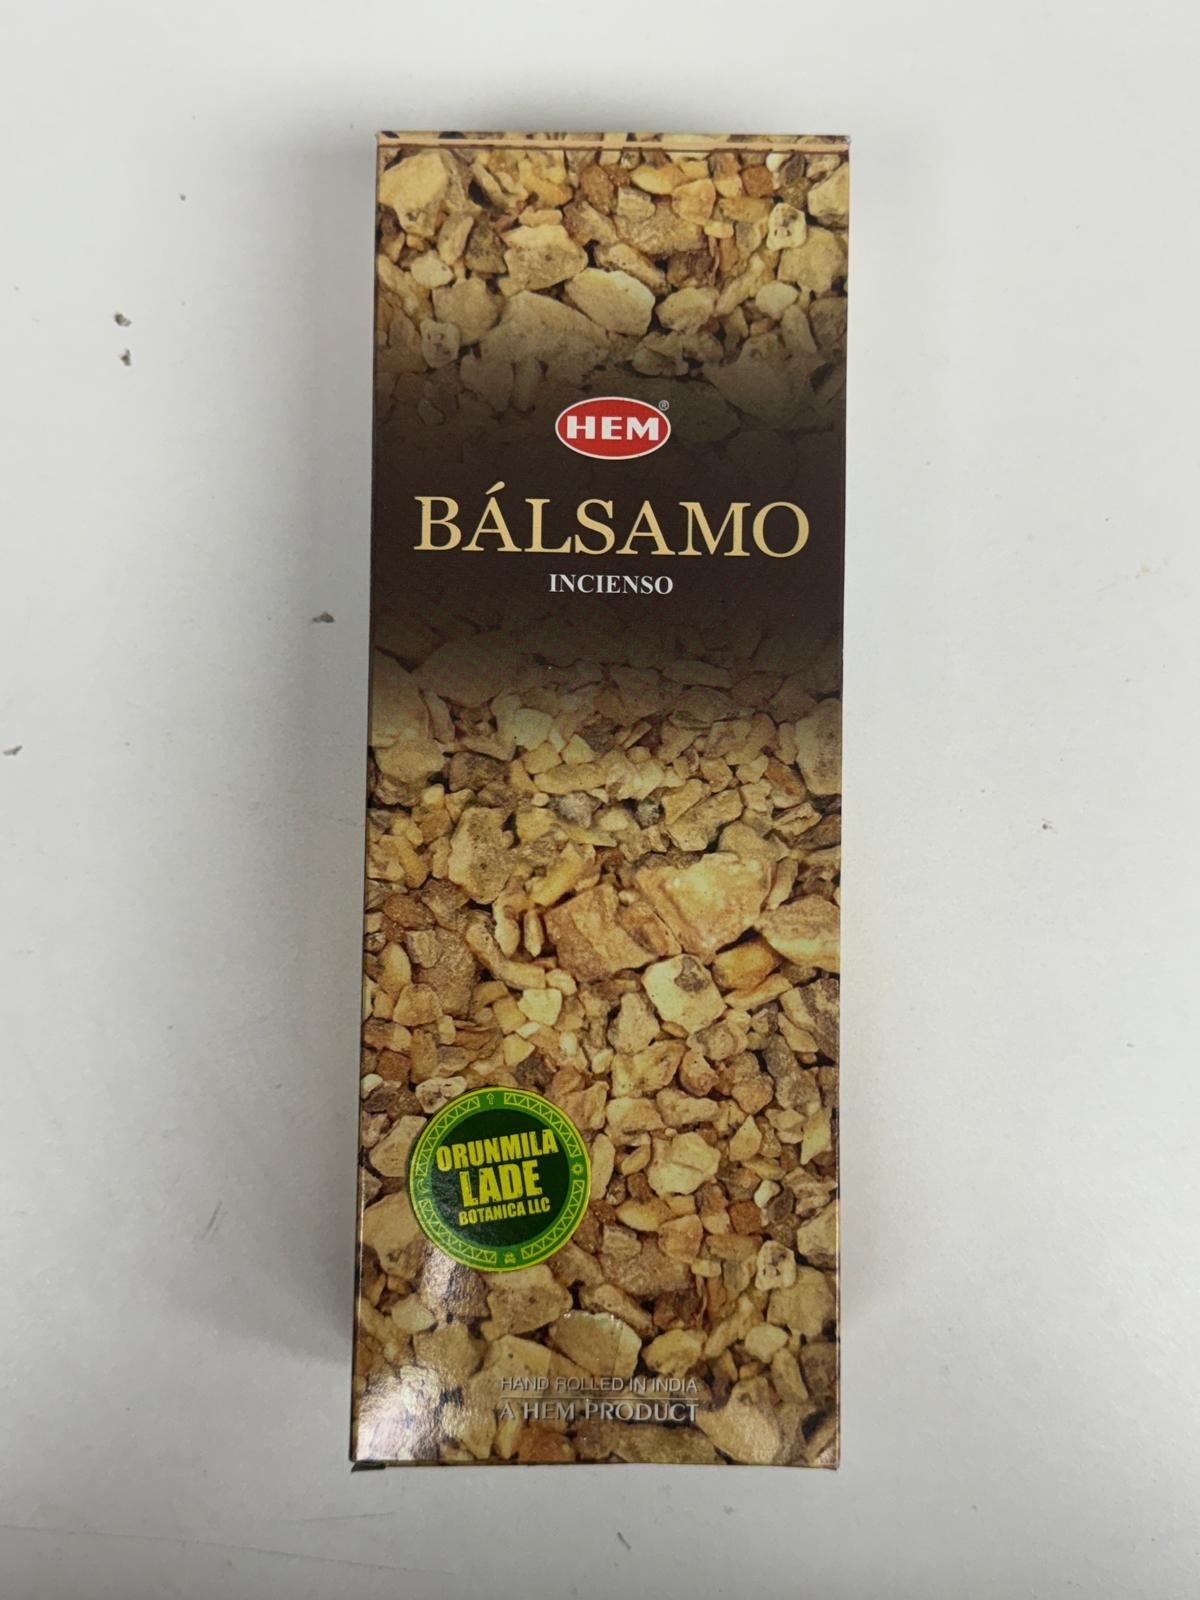 HEM®
BÁLSAMO
INCIENSO
ORUNMILA
LADE
BOTANICA LLC
HAND ROLLED IN INDIA
A HEM PRODUCT